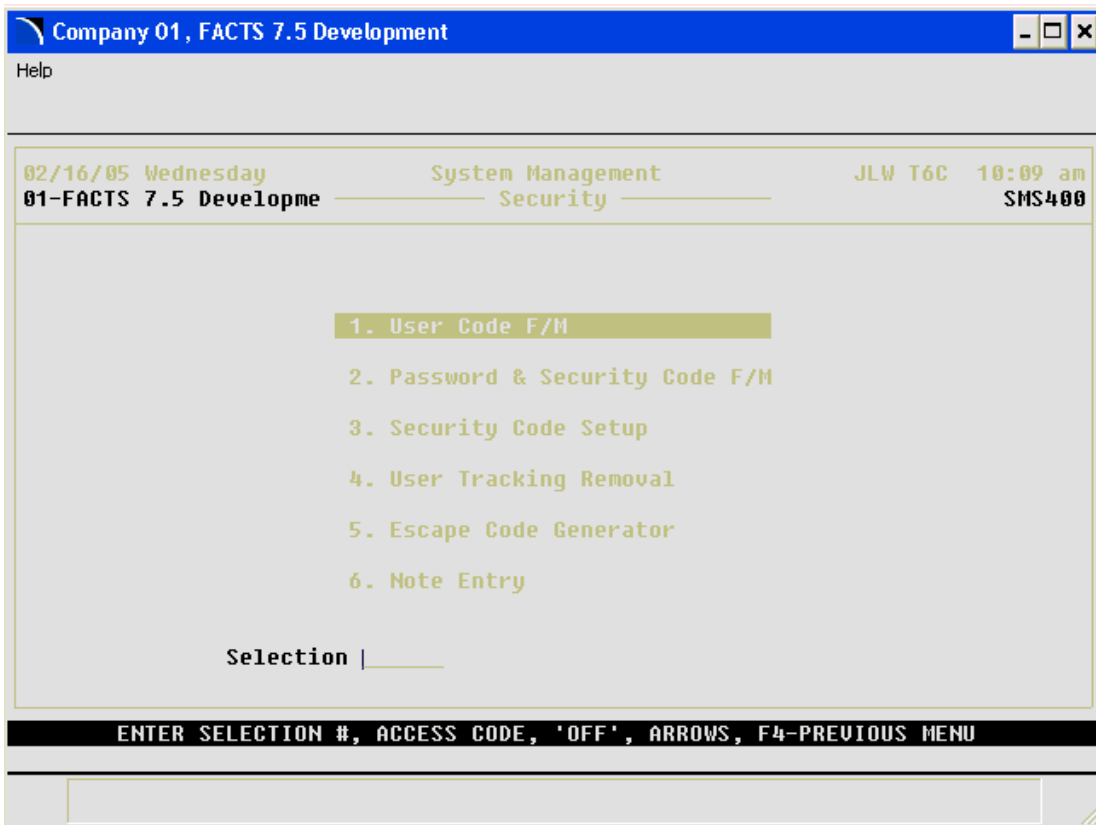 Company 01, FACTS 7.5 Development
Help
02/16/05 Wednesday System Management JLW T6C 10:09 am
01-FACTS 7.5 Developme Security SMS400
1. User Code F/M
2. Password & Security Code F/M
3. Security Code Setup
4. User Tracking Removal
5. Escape Code Generator
6. Note Entry
Selection
ENTER SELECTION #, ACCESS CODE, 'OFF', ARROWS, F4-PREVIOUS MENU